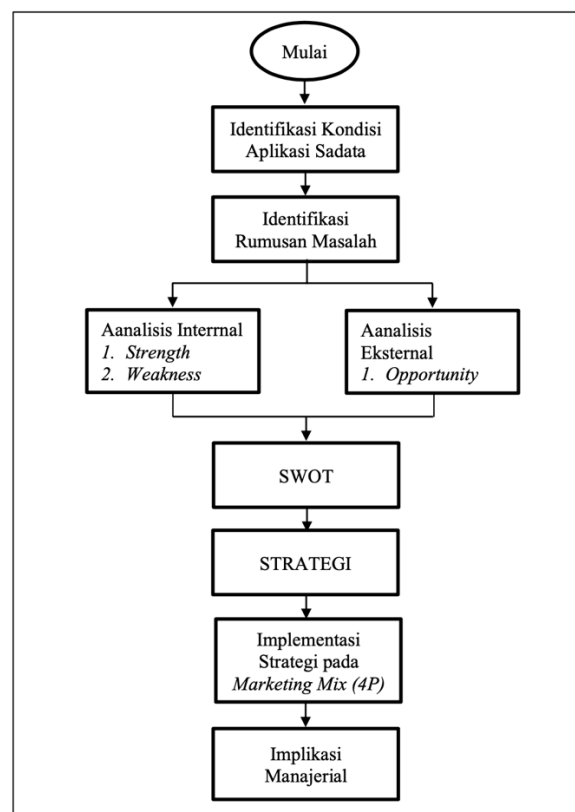 Mulai
Identifikasi Kondisi
Aplikasi Sadata
Identifikasi
Rumusan Masalah
Aanalisis Interrnal
1. Strength
2. Weakness
Aanalisis
Eksternal
1. Opportunity
SWOT
STRATEGI
Implementasi
Strategi pada
Marketing Mix (4P)
Implikasi
Manajerial